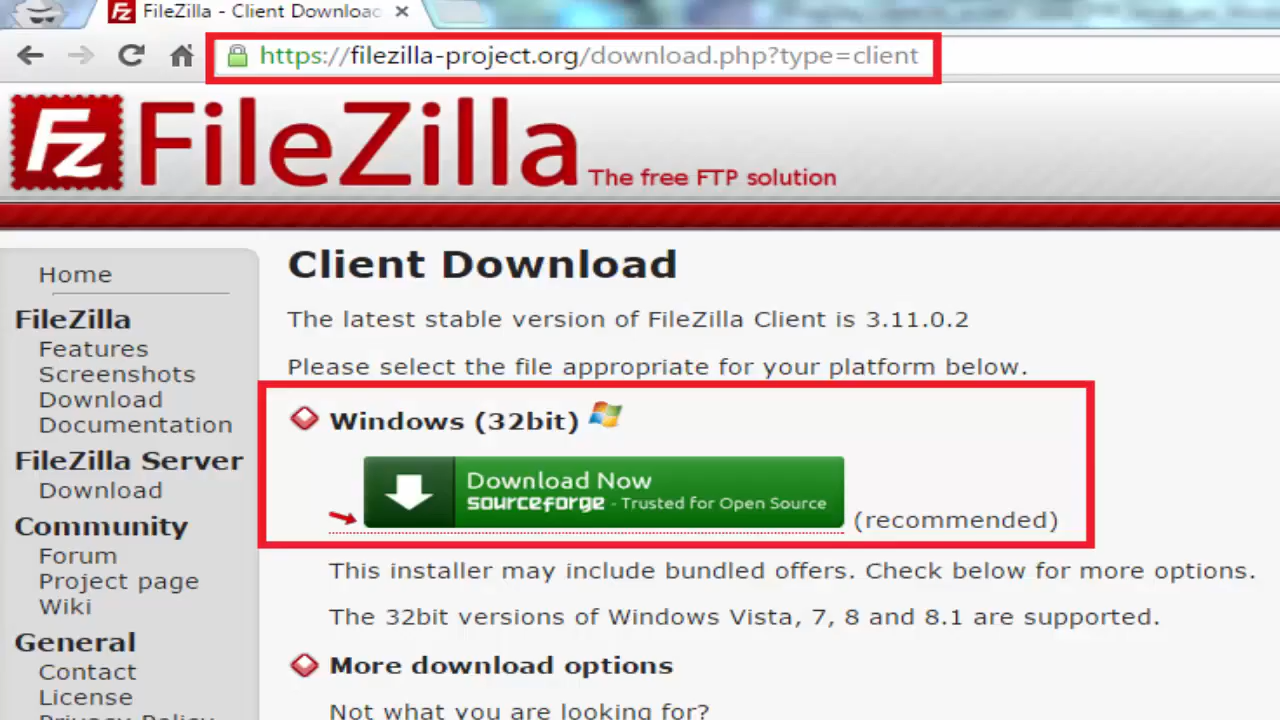 FileZilla - Client Download
https://filezilla-project.org/download.php?type=client
Fz FileZilla The free FTP solution
Home
FileZilla
Features
Screenshots
Download
Documentation
FileZilla Server
Download
Community
Forum
Project page
Wiki
General
Contact
License
Privacy Policy
Client Download
The latest stable version of FileZilla Client is 3.11.0.2
Please select the file appropriate for your platform below.
Windows (32bit)
Download Now
sourceforge - Trusted for Open Source
(recommended)
This installer may include bundled offers. Check below for more options.
The 32bit versions of Windows Vista, 7, 8 and 8.1 are supported.
More download options
Not what you are looking for?